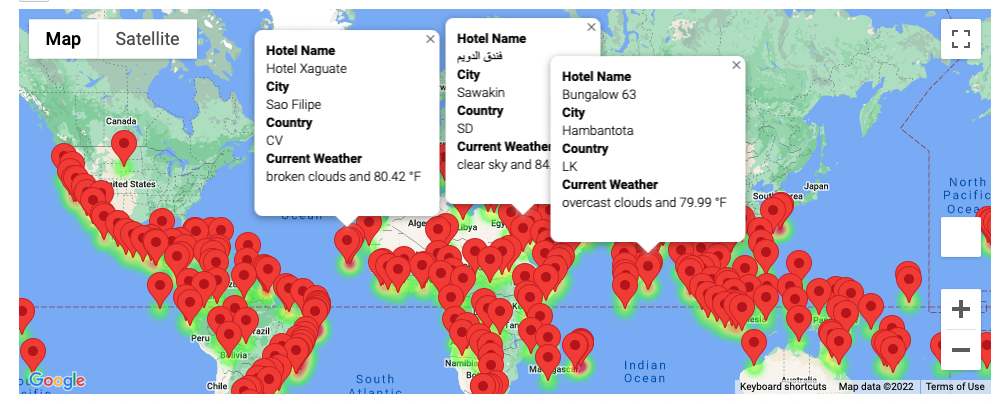 Map
Satellite
Hotel Name
Hotel Xaguate
City
Sao Filipe
Country
CV
Current Weather
broken clouds and 80.42 °F
Hotel Name
فندق الدويم
City
Sawakin
Country
SD
Current Weather
clear sky and 84.
Hotel Name
Bungalow 63
City
Hambantota
Country
LK
Current Weather
overcast clouds and 79.99 °F
Canada
United States
Japan
North
Pacific
Ocean
Peru
Bolivia
Chile
South
Atlantic
Namibia
Madagascar
Indian
Ocean
Australia
Google
Keyboard shortcuts
Map data ©2022
Terms of Use